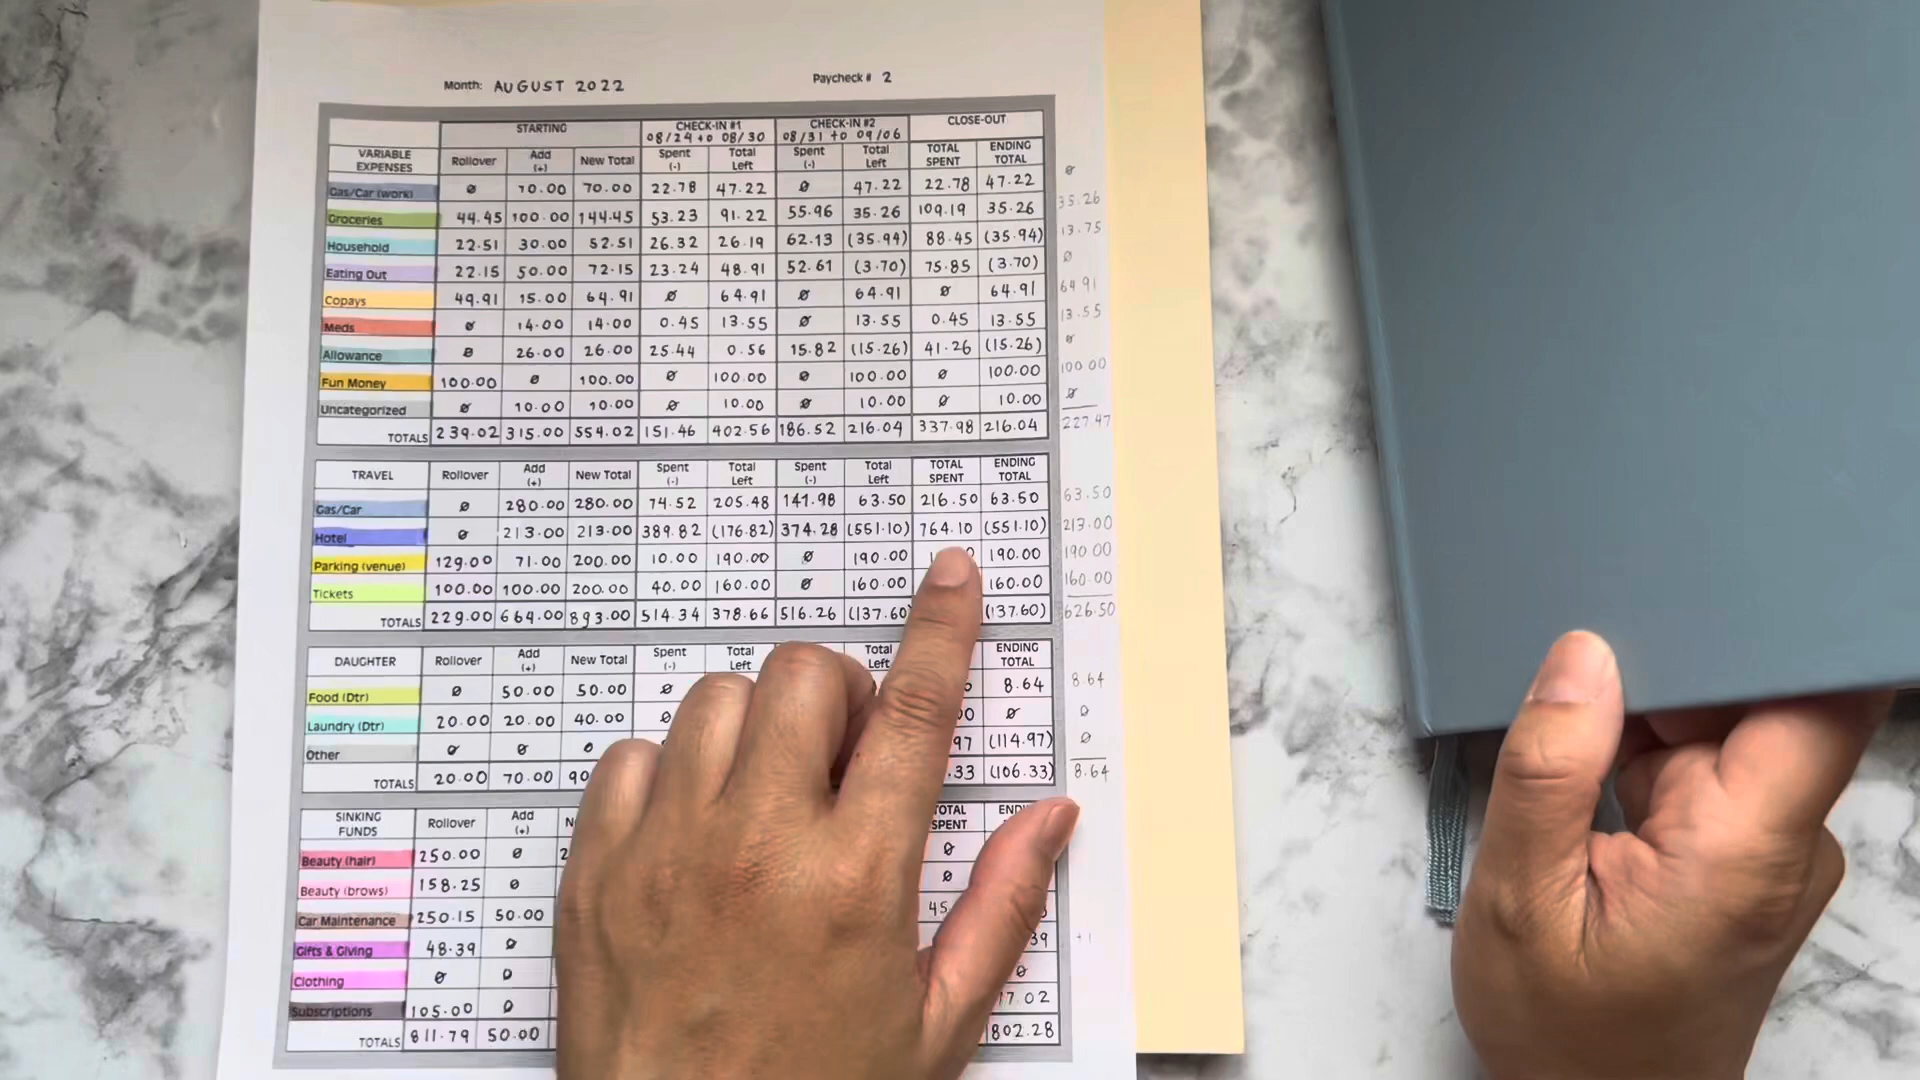 Month: AUGUST 2022 Paycheck # 2
STARTING CHECK-IN #1 CHECK-IN #2 CLOSE-OUT
08/24 to 08/30 08/31 to 09/06
VARIABLE EXPENSES Rollover Add (+) New Total Spent (-) Total Left Spent (-) Total Left TOTAL SPENT ENDING TOTAL
Gas/Car (work) ∅ 70.00 70.00 22.78 47.22 ∅ 47.22 22.78 47.22 ∅
Groceries 44.45 100.00 144.45 53.23 91.22 55.96 35.26 109.19 35.26 35.26
Household 22.51 30.00 52.51 26.32 26.19 62.13 (35.94) 88.45 (35.94) 13.75
Eating Out 22.15 50.00 72.15 23.24 48.91 52.61 (3.70) 75.85 (3.70) ∅
Copays 49.91 15.00 64.91 ∅ 64.91 ∅ 64.91 ∅ 64.91 64.91
Meds ∅ 14.00 14.00 0.45 13.55 ∅ 13.55 0.45 13.55 13.55
Allowance ∅ 26.00 26.00 25.44 0.56 15.82 (15.26) 41.26 (15.26) ∅
Fun Money 100.00 ∅ 100.00 ∅ 100.00 ∅ 100.00 ∅ 100.00 100.00
Uncategorized ∅ 10.00 10.00 ∅ 10.00 ∅ 10.00 ∅ 10.00 ∅
TOTALS 239.02 315.00 554.02 151.46 402.56 186.52 216.04 337.98 216.04 227.47
TRAVEL Rollover Add (+) New Total Spent (-) Total Left Spent (-) Total Left TOTAL SPENT ENDING TOTAL
Gas/Car ∅ 280.00 280.00 74.52 205.48 141.98 63.50 216.50 63.50 63.50
Hotel ∅ 213.00 213.00 389.82 (176.82) 374.28 (551.10) 764.10 (551.10) 213.00
Parking (venue) 129.00 71.00 200.00 10.00 190.00 ∅ 190.00 190.00 190.00
Tickets 100.00 100.00 200.00 40.00 160.00 ∅ 160.00 160.00 160.00
TOTALS 229.00 664.00 893.00 514.34 378.66 516.26 (137.60) (137.60) 626.50
DAUGHTER Rollover Add (+) New Total Spent (-) Total Left Total Left ENDING TOTAL
Food (Dtr) ∅ 50.00 50.00 ∅ 8.64 8.64
Laundry (Dtr) 20.00 20.00 40.00 ∅ 00 ∅ ∅
Other ∅ ∅ ∅ 97 (114.97) ∅
TOTALS 20.00 70.00 90 .33 (106.33) 8.64
SINKING FUNDS Rollover Add (+) N TOTAL SPENT
Beauty (hair) 250.00 ∅ 2 ∅
Beauty (brows) 158.25 ∅ ∅
Car Maintenance 250.15 50.00 45
Gifts & Giving 48.39 ∅ 39 +1
Clothing ∅ ∅ ∅
Subscriptions 105.00 ∅ 17.02
TOTALS 811.79 50.00 802.28